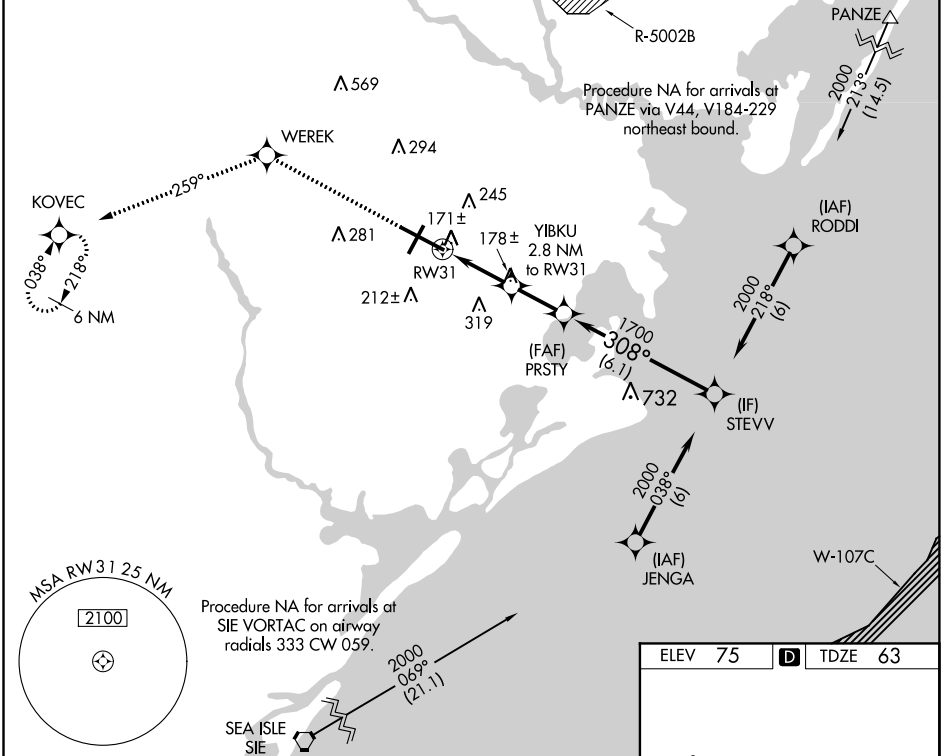 PANZE
R-5002B
2000
213°
(14.5)
Procedure NA for arrivals at
PANZE via V44, V184-229
northeast bound.
569
WEREK
294
259°
KOVEC
245
171±
(IAF)
RODDI
281
178±
YIBKU
2.8 NM
to RW31
RW31
038°
218°
6 NM
212±
319
2000
218°
(6)
1700
308°
(6.1)
(FAF)
PRSTY
732
(IF)
STEVV
2000
038°
(6)
(IAF)
JENGA
W-107C
MSA RW31 25 NM
2100
Procedure NA for arrivals at
SIE VORTAC on airway
radials 333 CW 059.
2000
069°
(21.1)
SEA ISLE
SIE
ELEV 75 D TDZE 63